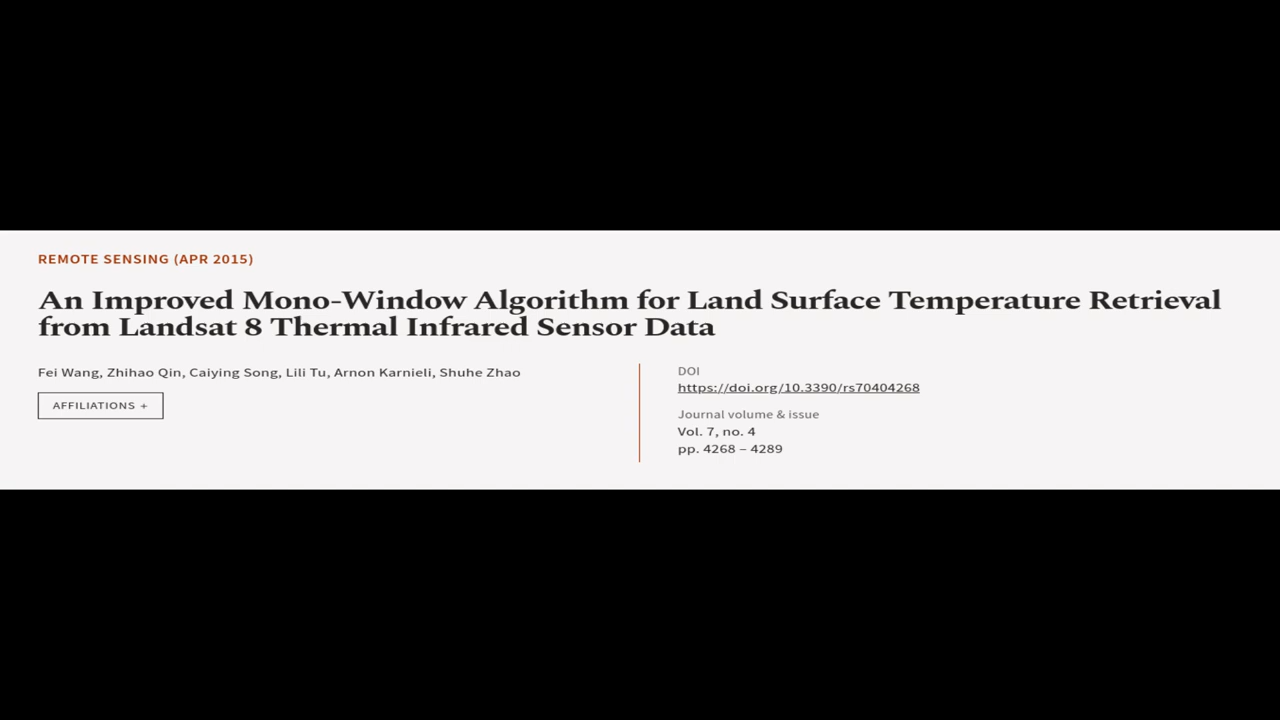 REMOTE SENSING (APR 2015)
An Improved Mono-Window Algorithm for Land Surface Temperature Retrieval
from Landsat 8 Thermal Infrared Sensor Data
Fei Wang, Zhihao Qin, Caiying Song, Lili Tu, Arnon Karnieli, Shuhe Zhao
AFFILIATIONS +
DOI
https://doi.org/10.3390/rs70404268
Journal volume & issue
Vol. 7, no. 4
pp. 4268 – 4289